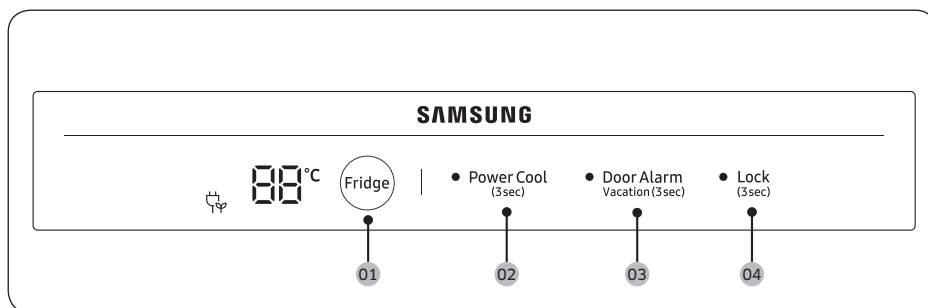 SAMSUNG
88°C
Fridge
Power Cool
(3sec)
Door Alarm
Vacation(3sec)
Lock
(3sec)
01
02
03
04